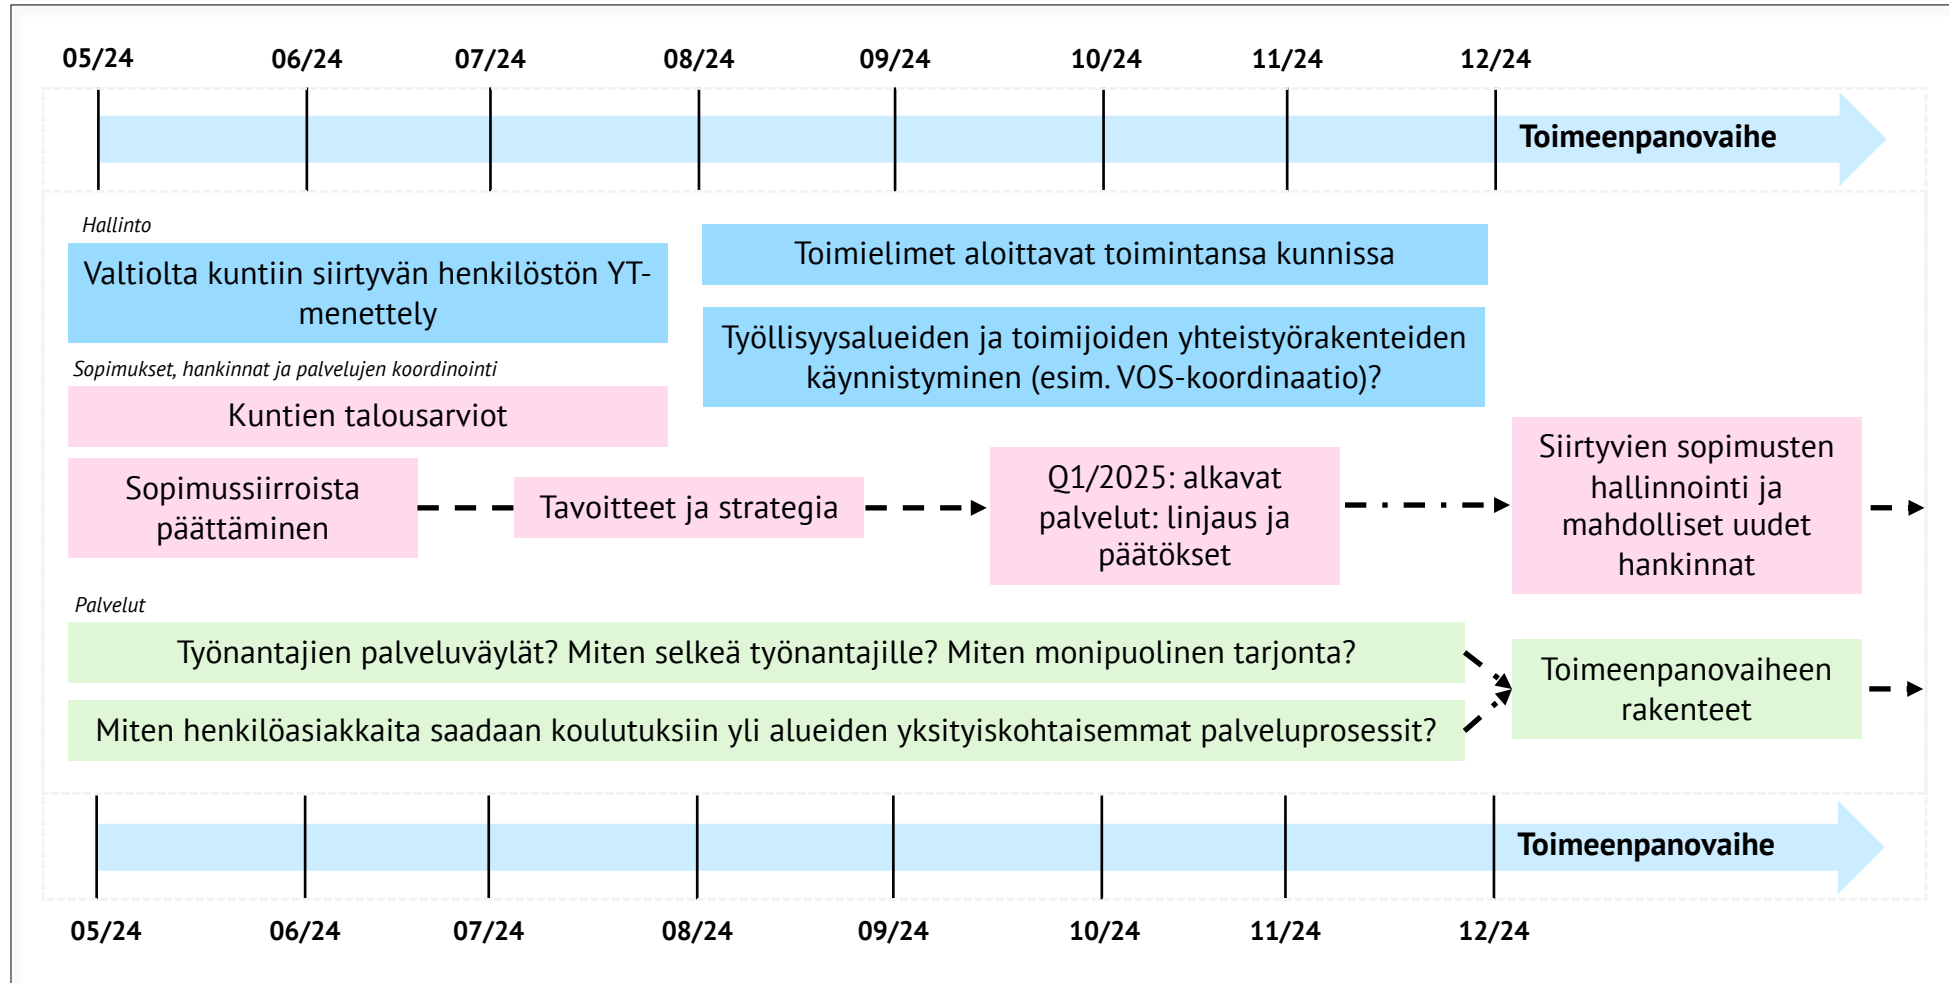 05/24 06/24 07/24 08/24 09/24 10/24 11/24 12/24
Toimeenpanovaihe
Hallinto
Valtiolta kuntiin siirtyvän henkilöstön YT-
menettely
Toimielimet aloittavat toimintansa kunnissa
Työllisyysalueiden ja toimijoiden yhteistyörakenteiden
käynnistyminen (esim. VOS-koordinaatio)?
Sopimukset, hankinnat ja palvelujen koordinointi
Kuntien talousarviot
Sopimussiirroista
päättäminen
Tavoitteet ja strategia
Q1/2025: alkavat
palvelut: linjaus ja
päätökset
Siirtyvien sopimusten
hallinnointi ja
mahdolliset uudet
hankinnat
Palvelut
Työnantajien palveluväylät? Miten selkeä työnantajille? Miten monipuolinen tarjonta?
Miten henkilöasiakkaita saadaan koulutuksiin yli alueiden yksityiskohtaisemmat palveluprosessit?
Toimeenpanovaiheen
rakenteet
Toimeenpanovaihe
05/24 06/24 07/24 08/24 09/24 10/24 11/24 12/24